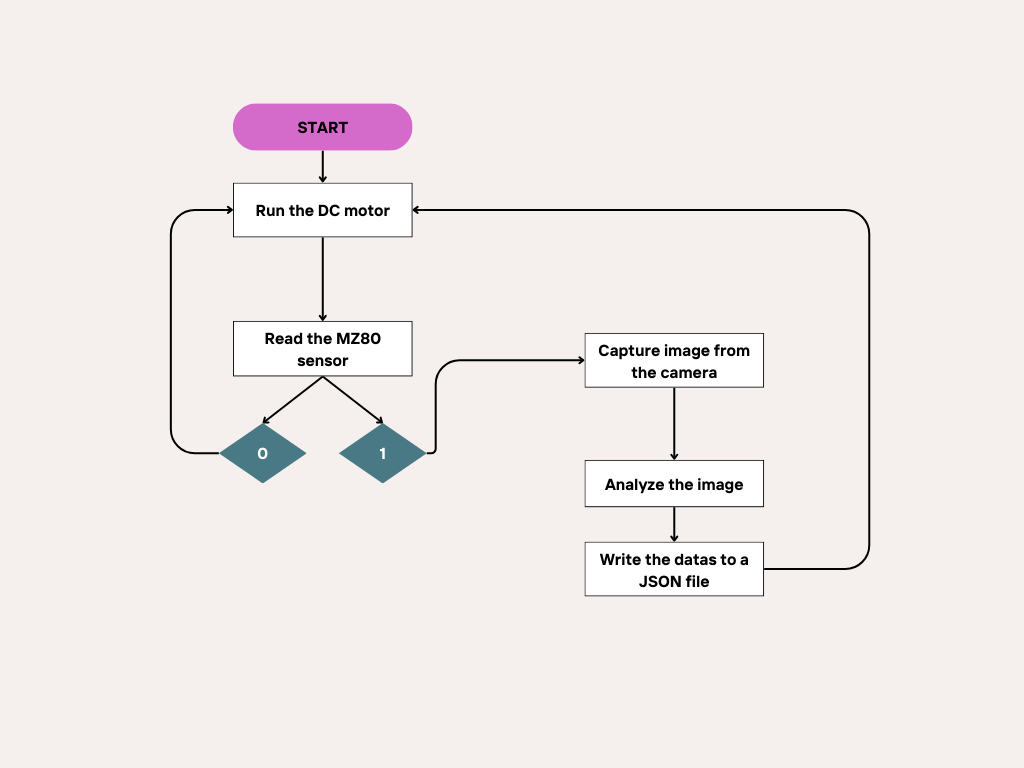 START
Run the DC motor
Read the MZ80
sensor
0
1
Capture image from
the camera
Analyze the image
Write the datas to a
JSON file